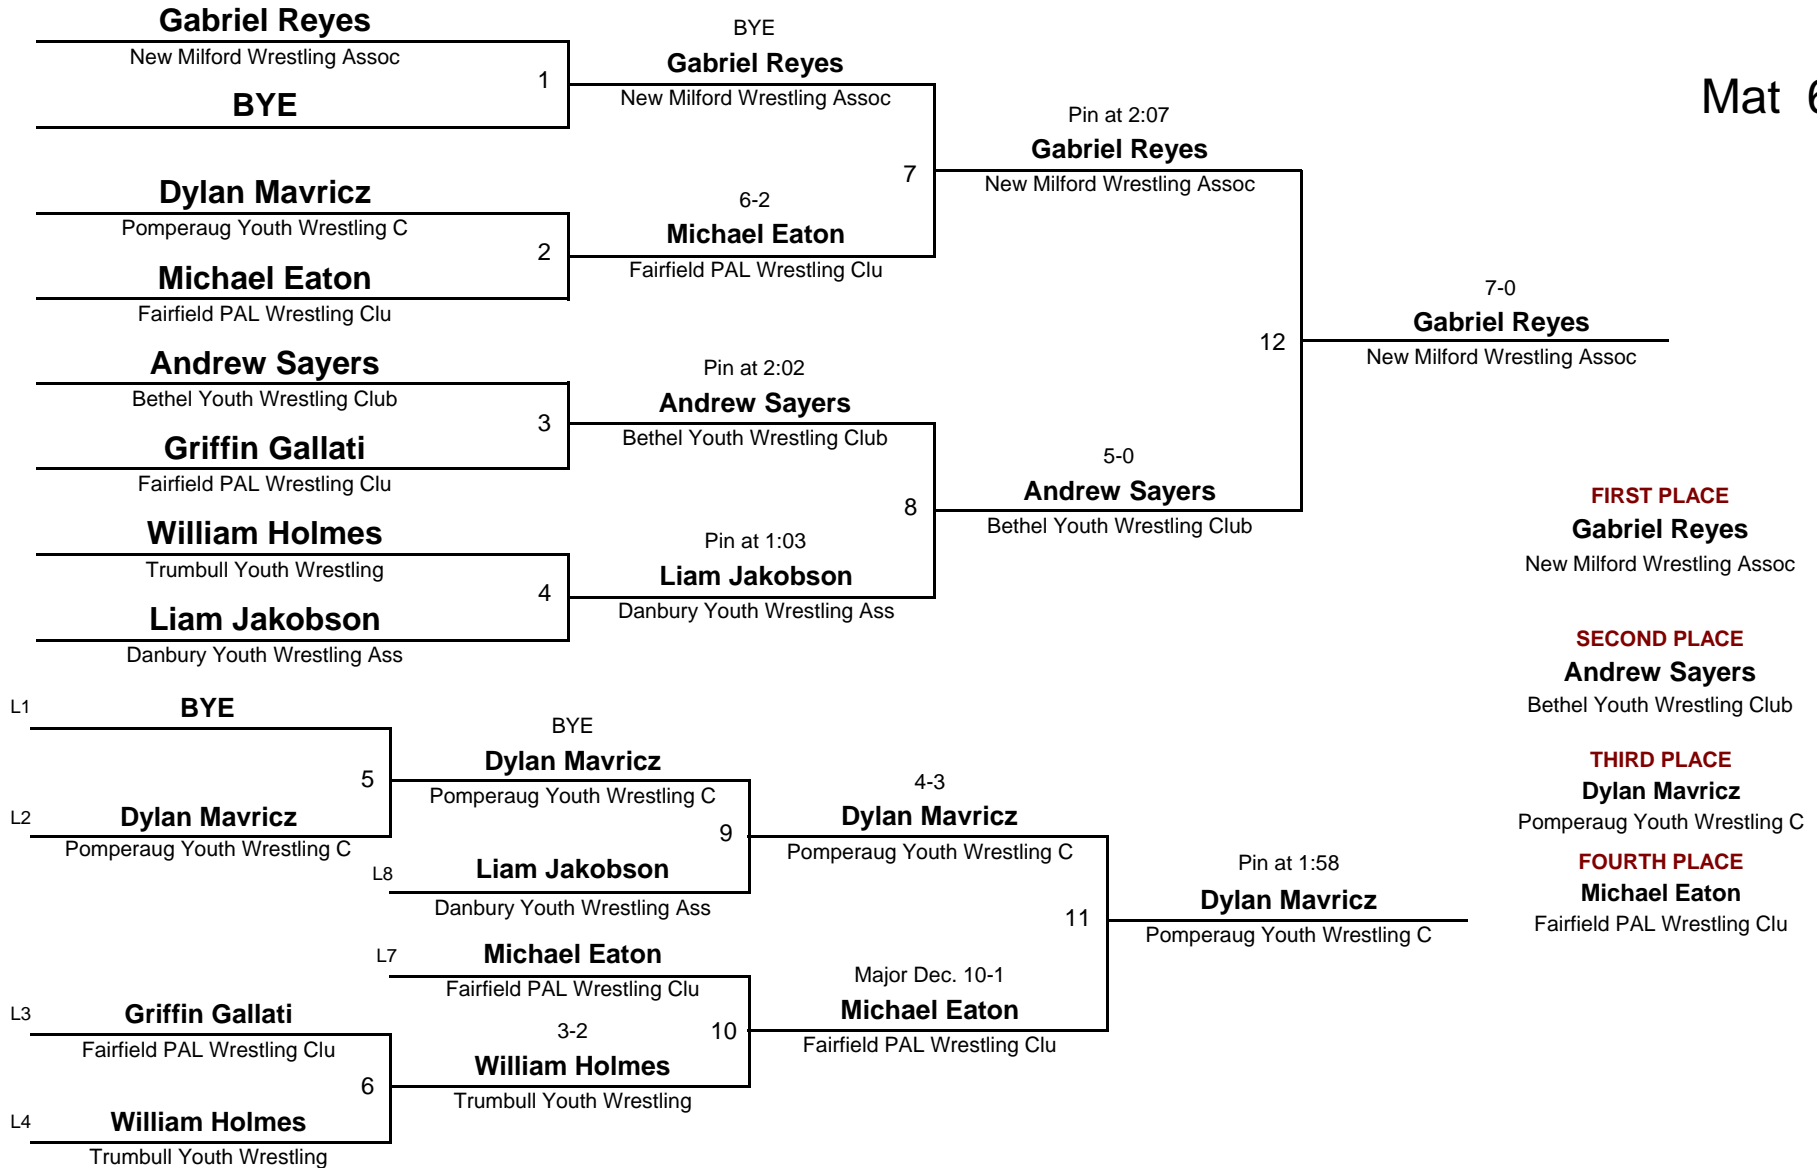 Gabriel Reyes
New Milford Wrestling Assoc
1
BYE
Dylan Mavricz
Pomperaug Youth Wrestling C
2
Michael Eaton
Fairfield PAL Wrestling Clu
Andrew Sayers
Bethel Youth Wrestling Club
3
Griffin Gallati
Fairfield PAL Wrestling Clu
William Holmes
Trumbull Youth Wrestling
4
Liam Jakobson
Danbury Youth Wrestling Ass
BYE
Gabriel Reyes
New Milford Wrestling Assoc
7
6-2
Michael Eaton
Fairfield PAL Wrestling Clu
Pin at 2:02
Andrew Sayers
Bethel Youth Wrestling Club
8
Pin at 1:03
Liam Jakobson
Danbury Youth Wrestling Ass
Pin at 2:07
Gabriel Reyes
New Milford Wrestling Assoc
12
5-0
Andrew Sayers
Bethel Youth Wrestling Club
7-0
Gabriel Reyes
New Milford Wrestling Assoc
Mat 6
L1
BYE
5
L2
Dylan Mavricz
Pomperaug Youth Wrestling C
L3
Griffin Gallati
Fairfield PAL Wrestling Clu
6
L4
William Holmes
Trumbull Youth Wrestling
BYE
Dylan Mavricz
Pomperaug Youth Wrestling C
9
L8
Liam Jakobson
Danbury Youth Wrestling Ass
L7
Michael Eaton
Fairfield PAL Wrestling Clu
10
3-2
William Holmes
Trumbull Youth Wrestling
4-3
Dylan Mavricz
Pomperaug Youth Wrestling C
11
Major Dec. 10-1
Michael Eaton
Fairfield PAL Wrestling Clu
Pin at 1:58
Dylan Mavricz
Pomperaug Youth Wrestling C
FIRST PLACE
Gabriel Reyes
New Milford Wrestling Assoc
SECOND PLACE
Andrew Sayers
Bethel Youth Wrestling Club
THIRD PLACE
Dylan Mavricz
Pomperaug Youth Wrestling C
FOURTH PLACE
Michael Eaton
Fairfield PAL Wrestling Clu